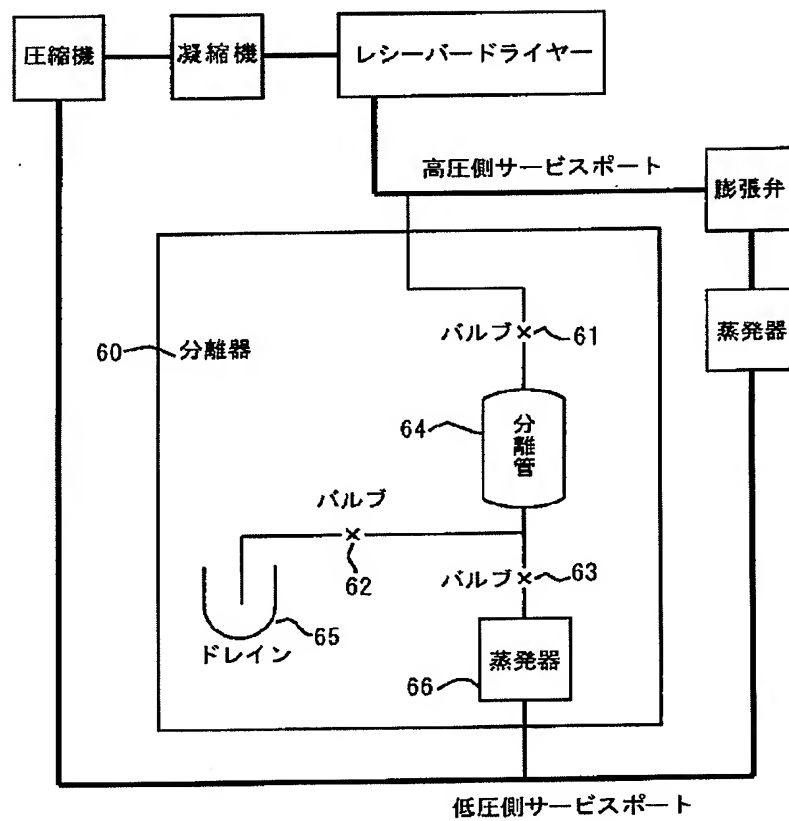 圧縮機
凝縮機
レシーバードライヤー
高圧側サービスポート
膨張弁
蒸発器
60
分離器
バルブ
61
64
分離管
バルブ
62
バルブ
63
65
ドレイン
蒸発器
66
低圧側サービスポート